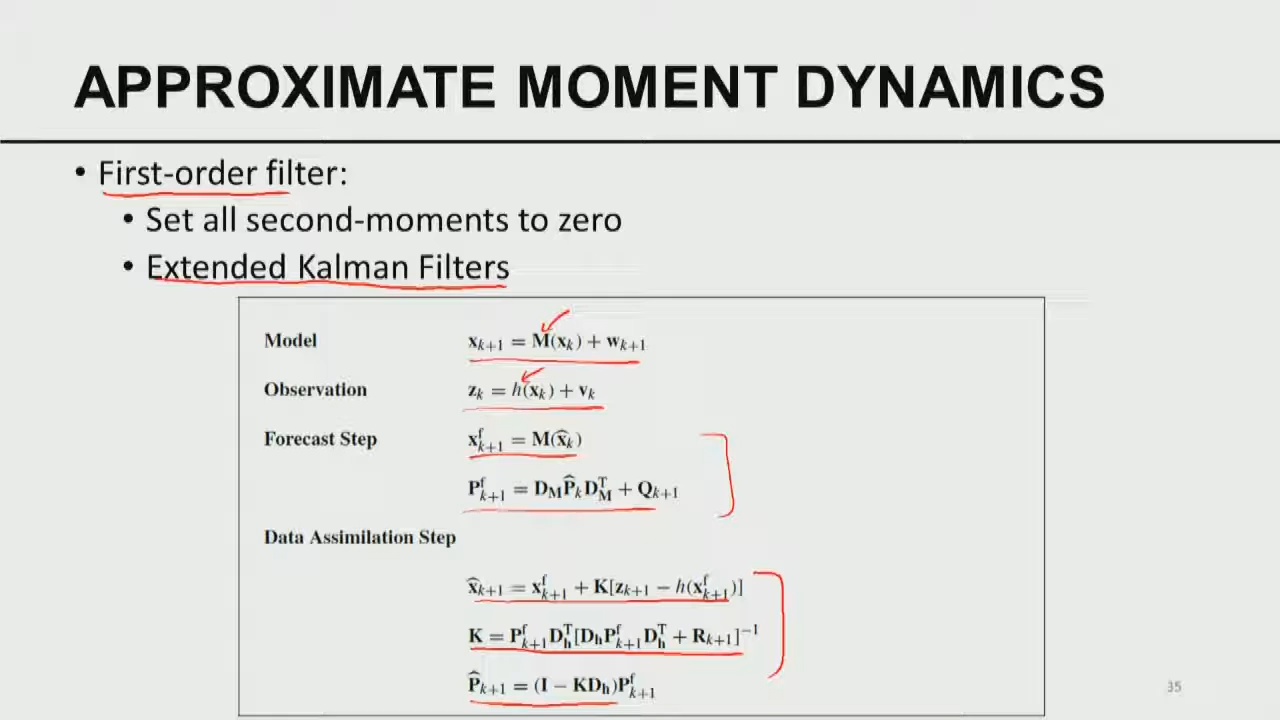 APPROXIMATE MOMENT DYNAMICS
• First-order filter:
• Set all second-moments to zero
• Extended Kalman Filters
Model x_{k+1} = M(x_k) + w_{k+1}
Observation z_k = h(x_k) + v_k
Forecast Step x^f_{k+1} = M(x̂_k)
P^f_{k+1} = D_M P̂_k D^T_M + Q_{k+1}
Data Assimilation Step
x̂_{k+1} = x^f_{k+1} + K[z_{k+1} − h(x^f_{k+1})]
K = P^f_{k+1} D^T_h [D_h P^f_{k+1} D^T_h + R_{k+1}]^{−1}
P̂_{k+1} = (I − KD_h)P^f_{k+1}
35